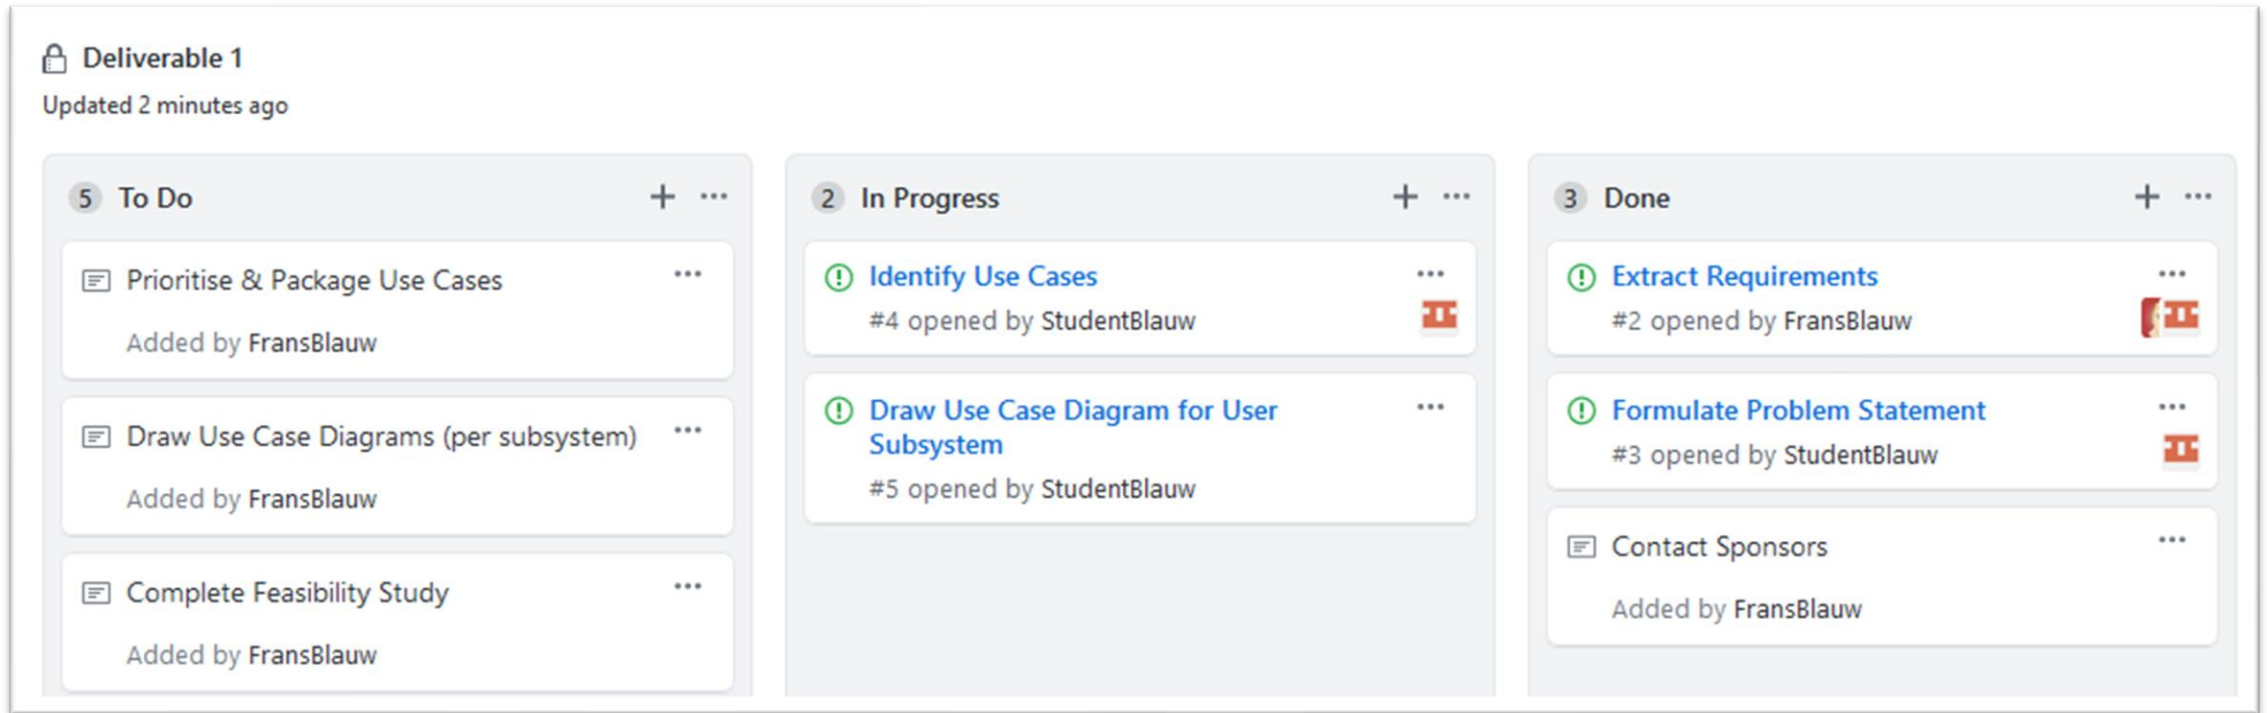 Deliverable 1
Updated 2 minutes ago
5 To Do
Prioritise & Package Use Cases
Added by FransBlauw
Draw Use Case Diagrams (per subsystem)
Added by FransBlauw
Complete Feasibility Study
Added by FransBlauw
2 In Progress
Identify Use Cases
#4 opened by StudentBlauw
Draw Use Case Diagram for User
Subsystem
#5 opened by StudentBlauw
3 Done
Extract Requirements
#2 opened by FransBlauw
Formulate Problem Statement
#3 opened by StudentBlauw
Contact Sponsors
Added by FransBlauw